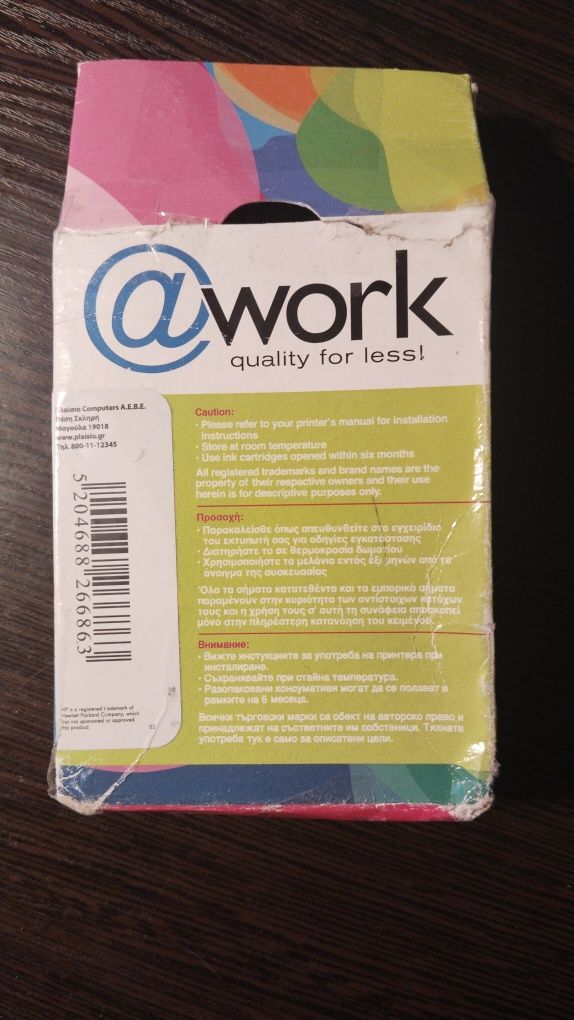 @work
quality for less!
Πλαίσιο Computers A.E.B.E.
Θέση Σκληρή
Μαγούλα 19018
www.plaisio.gr
Τηλ. 800-11-12345
5 204688 266863
HP is a registered trademark of
Hewlett Packard Company, which
has not sponsored or approved
this product.
02
Caution:
· Please refer to your printer's manual for installation
instructions
· Store at room temperature
· Use ink cartridges opened within six months
All registered trademarks and brand names are the
property of their respective owners and their use
herein is for descriptive purposes only.
Προσοχή:
· Παρακαλείσθε όπως απευθυνθείτε στο εγχειρίδιο
του εκτυπωτή σας για οδηγίες εγκατάστασης
· Διατηρήστε το σε θερμοκρασία δωματίου
· Χρησιμοποιήστε τα μελάνια εντός έξι μηνών από το
άνοιγμα της συσκευασίας
'Ολα τα σήματα κατατεθέντα και τα εμπορικά σήματα
παραμένουν στην κυριότητα των αντίστοιχων κατόχων
τους και η χρήση τους σ' αυτή τη συνάφεια αποσκοπεί
μόνο στην πληρέστερη κατανόηση του κειμένου.
Внимание:
· Вижте инстукциите за употреба на принтера при
инсталиране.
· Съхранявайте при стайна температура.
· Разопаковани консумативи могат да се ползват в
рамките на 6 месеца.
Всички търговски марки са обект на авторско право и
принадлежат на съответните им собстеници. Тяхната
употреба тук е само за описателни цели.